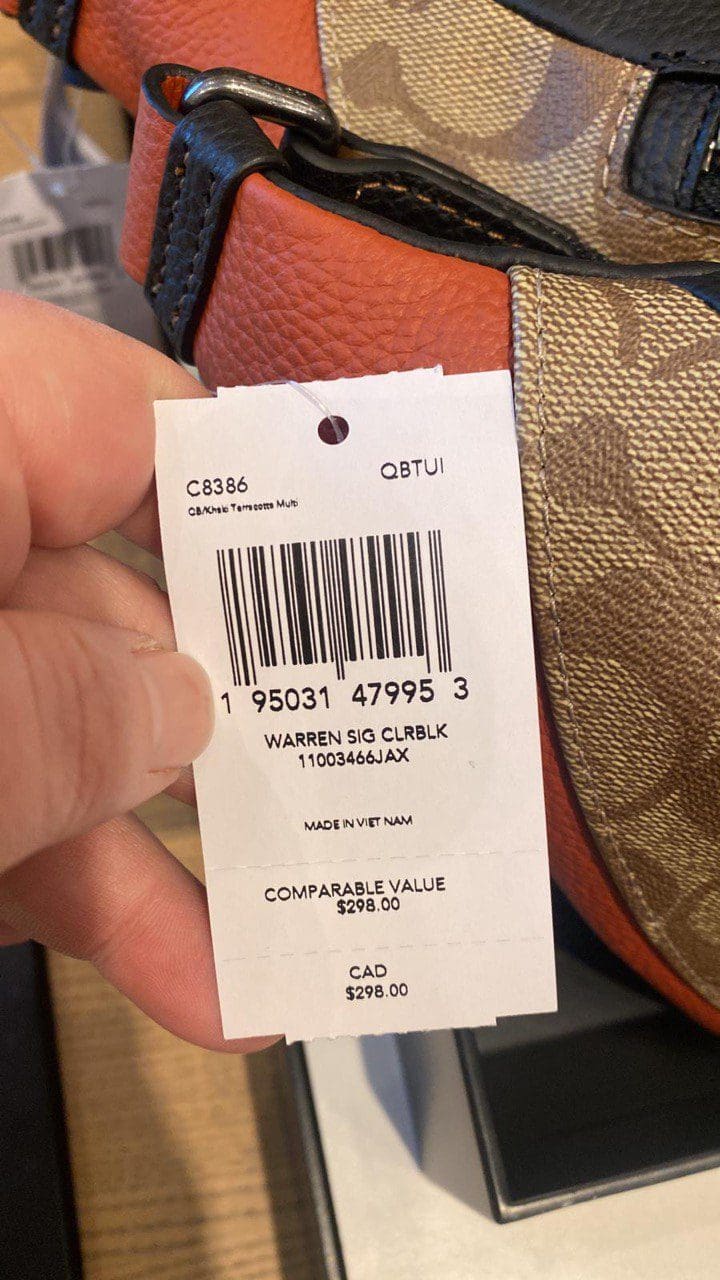 C8386
QBTUI
QB/Khaki Terracotta Multi
1 95031 47995 3
WARREN SIG CLRBLK
11003466JAX
MADE IN VIET NAM
COMPARABLE VALUE
$298.00
CAD
$298.00